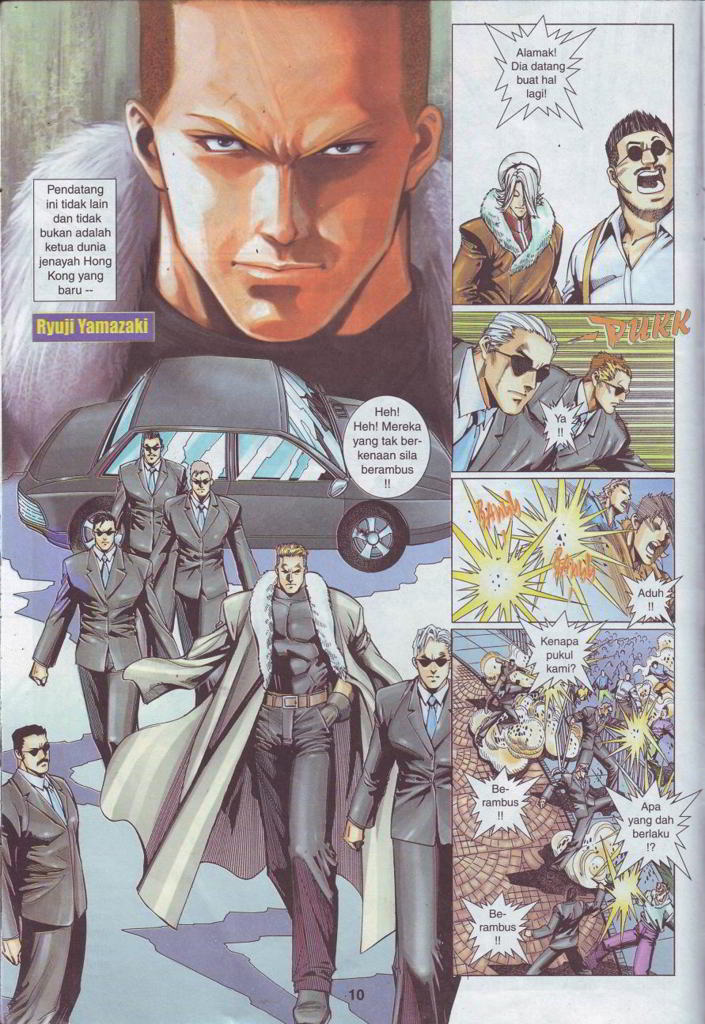 Pendatang
ini tidak lain
dan tidak
bukan adalah
ketua dunia
jenayah Hong
Kong yang
baru --
Ryuji Yamazaki
Heh!
Heh! Mereka
yang tak ber-
kenaan sila
berambus
!!
Alamak!
Dia datang
buat hal
lagi!
PUKK
Ya
!!
BANGG
BANGG
Aduh
!!
Kenapa
pukul
kami?
Be-
rambus
!!
Apa
yang dah
berlaku
!?
Be-
rambus
!!
10